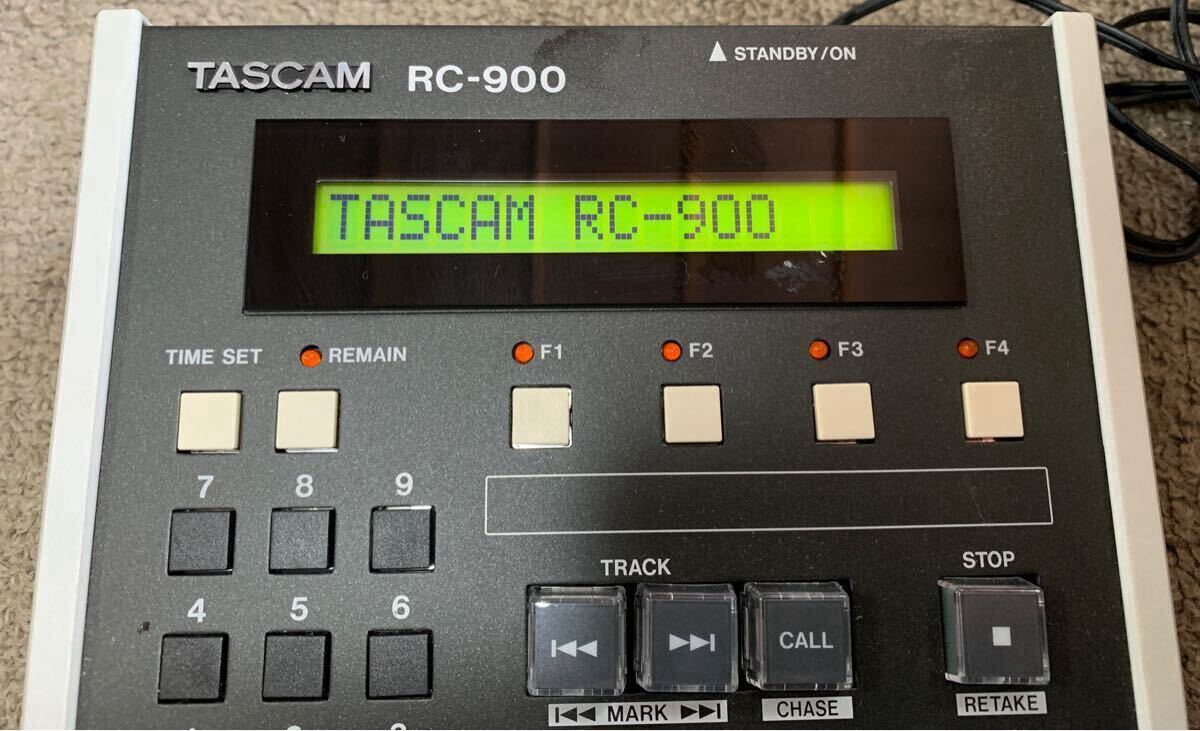 TASCAM RC-900
STANDBY/ON
TASCAM RC-900
TIME SET REMAIN F1 F2 F3 F4
7 8 9
TRACK STOP
4 5 6
CALL
MARK CHASE RETAKE